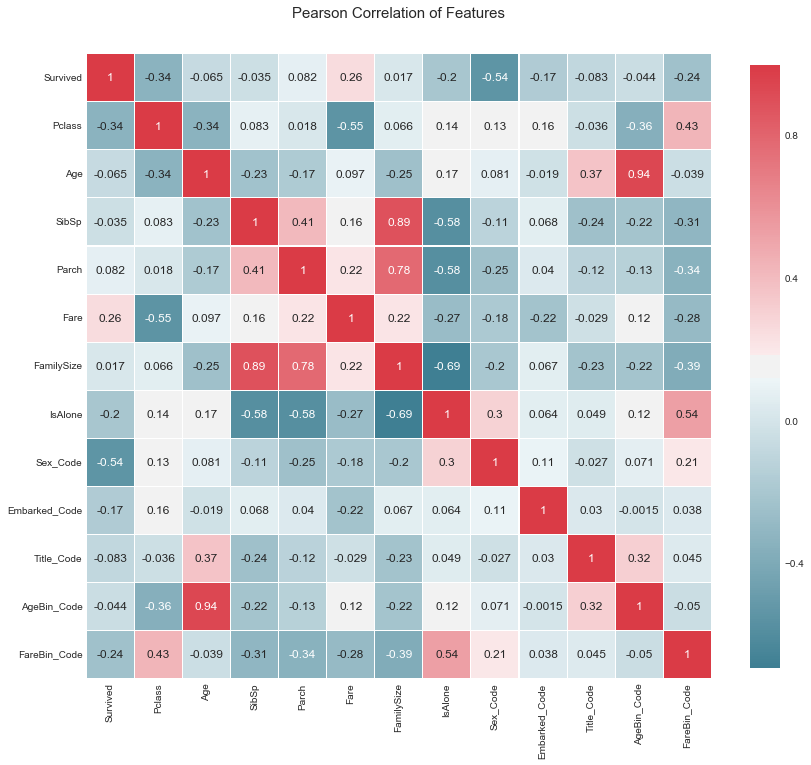 Pearson Correlation of Features
Survived 1 -0.34 -0.065 -0.035 0.082 0.26 0.017 -0.2 -0.54 -0.17 -0.083 -0.044 -0.24
Pclass -0.34 1 -0.34 0.083 0.018 -0.55 0.066 0.14 0.13 0.16 -0.036 -0.36 0.43
Age -0.065 -0.34 1 -0.23 -0.17 0.097 -0.25 0.17 0.081 -0.019 0.37 0.94 -0.039
SibSp -0.035 0.083 -0.23 1 0.41 0.16 0.89 -0.58 -0.11 0.068 -0.24 -0.22 -0.31
Parch 0.082 0.018 -0.17 0.41 1 0.22 0.78 -0.58 -0.25 0.04 -0.12 -0.13 -0.34
Fare 0.26 -0.55 0.097 0.16 0.22 1 0.22 -0.27 -0.18 -0.22 -0.029 0.12 -0.28
FamilySize 0.017 0.066 -0.25 0.89 0.78 0.22 1 -0.69 -0.2 0.067 -0.23 -0.22 -0.39
IsAlone -0.2 0.14 0.17 -0.58 -0.58 -0.27 -0.69 1 0.3 0.064 0.049 0.12 0.54
Sex_Code -0.54 0.13 0.081 -0.11 -0.25 -0.18 -0.2 0.3 1 0.11 -0.027 0.071 0.21
Embarked_Code -0.17 0.16 -0.019 0.068 0.04 -0.22 0.067 0.064 0.11 1 0.03 -0.0015 0.038
Title_Code -0.083 -0.036 0.37 -0.24 -0.12 -0.029 -0.23 0.049 -0.027 0.03 1 0.32 0.045
AgeBin_Code -0.044 -0.36 0.94 -0.22 -0.13 0.12 -0.22 0.12 0.071 -0.0015 0.32 1 -0.05
FareBin_Code -0.24 0.43 -0.039 -0.31 -0.34 -0.28 -0.39 0.54 0.21 0.038 0.045 -0.05 1
Survived Pclass Age SibSp Parch Fare FamilySize IsAlone Sex_Code Embarked_Code Title_Code AgeBin_Code FareBin_Code
0.8
0.4
0.0
−0.4